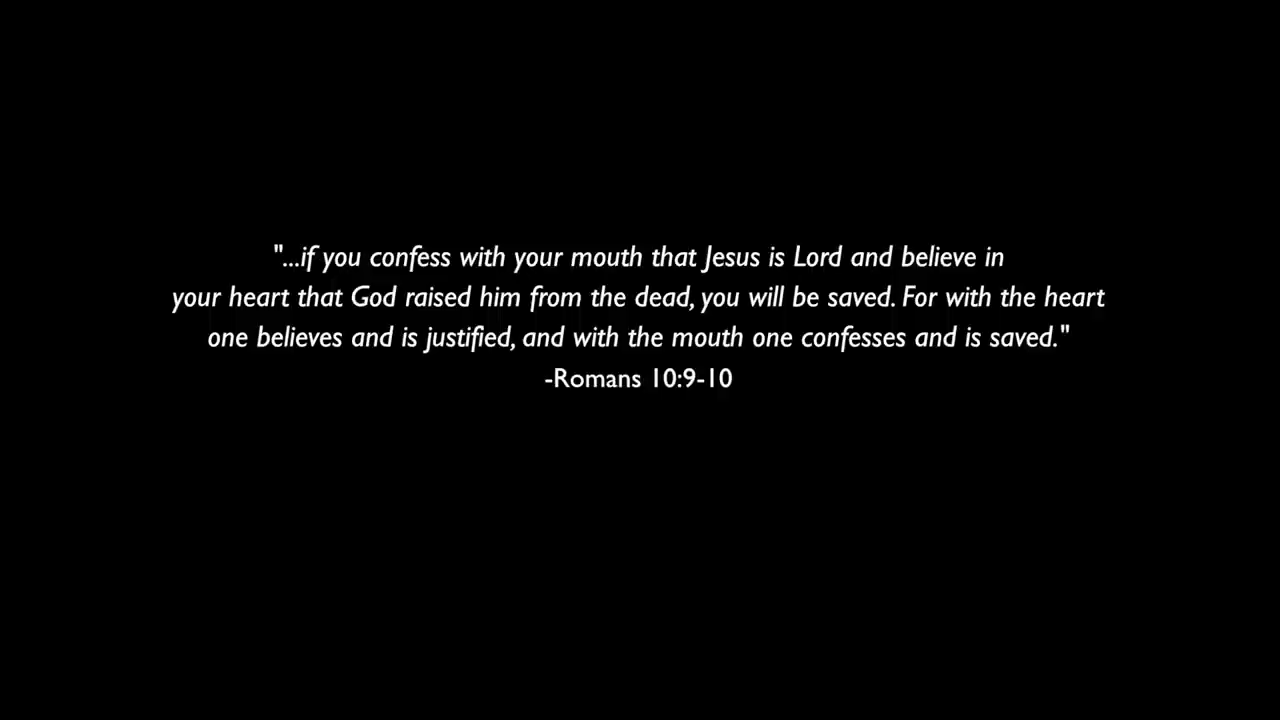 "...if you confess with your mouth that Jesus is Lord and believe in
your heart that God raised him from the dead, you will be saved. For with the heart
one believes and is justified, and with the mouth one confesses and is saved."
-Romans 10:9-10